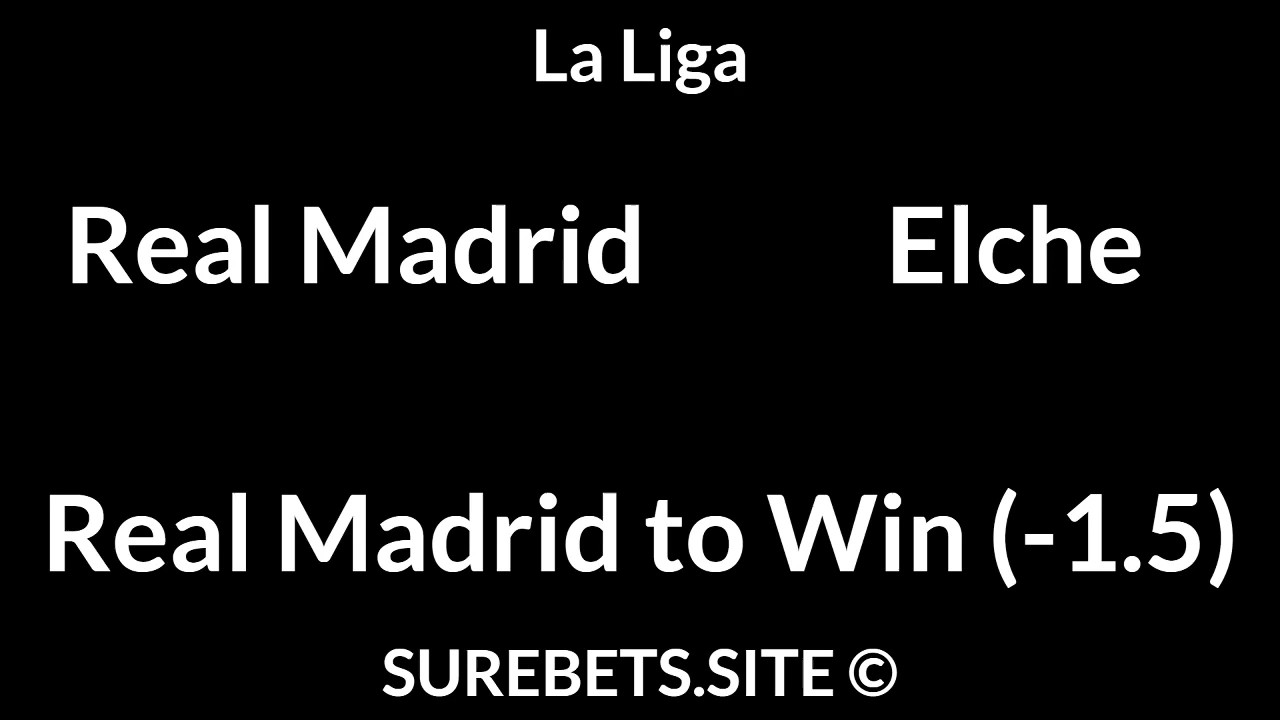 La Liga
Real Madrid Elche
Real Madrid to Win (-1.5)
SUREBETS.SITE ©